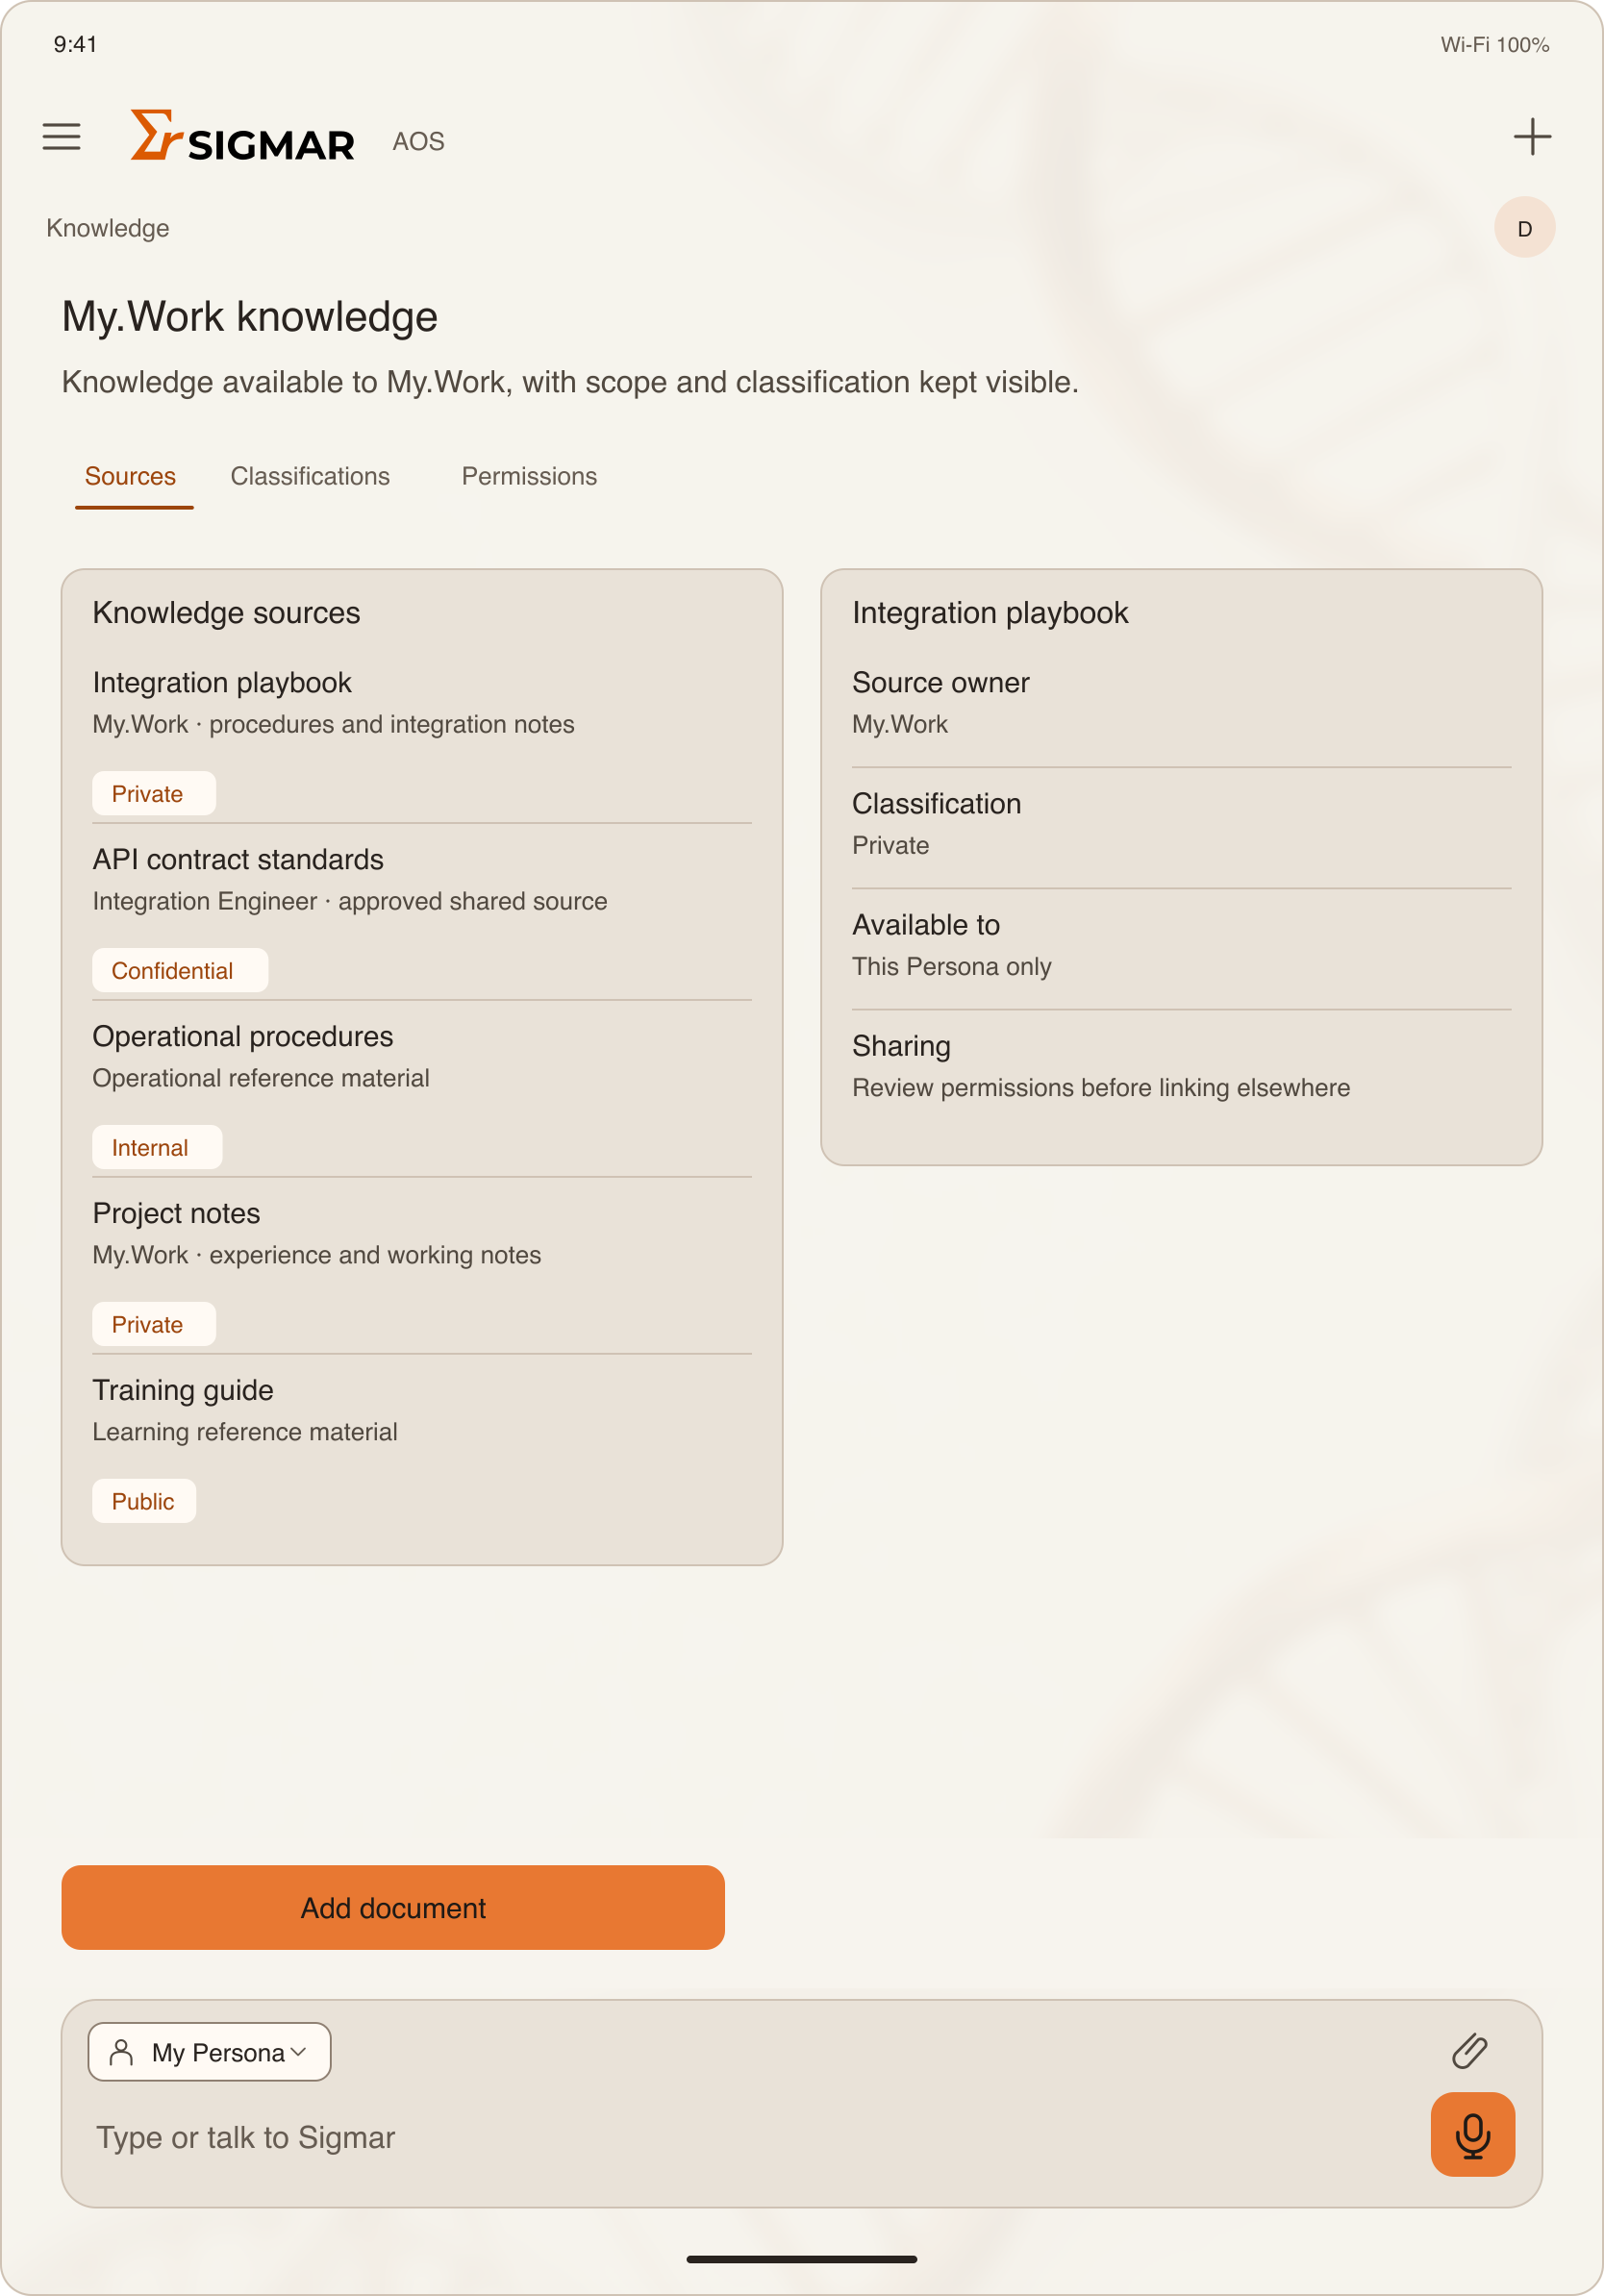 9:41
Wi-Fi 100%
Σr SIGMAR AOS
Knowledge
D
My.Work knowledge
Knowledge available to My.Work, with scope and classification kept visible.
Sources Classifications Permissions
Knowledge sources
Integration playbook
My.Work · procedures and integration notes
Private
API contract standards
Integration Engineer · approved shared source
Confidential
Operational procedures
Operational reference material
Internal
Project notes
My.Work · experience and working notes
Private
Training guide
Learning reference material
Public
Integration playbook
Source owner
My.Work
Classification
Private
Available to
This Persona only
Sharing
Review permissions before linking elsewhere
Add document
My Persona
Type or talk to Sigmar